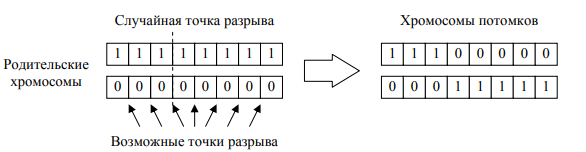 Случайная точка разрыва
Хромосомы потомков
Родительские
хромосомы
1 1 1 1 1 1 1 1
0 0 0 0 0 0 0 0
1 1 1 0 0 0 0 0
0 0 0 1 1 1 1 1
Возможные точки разрыва